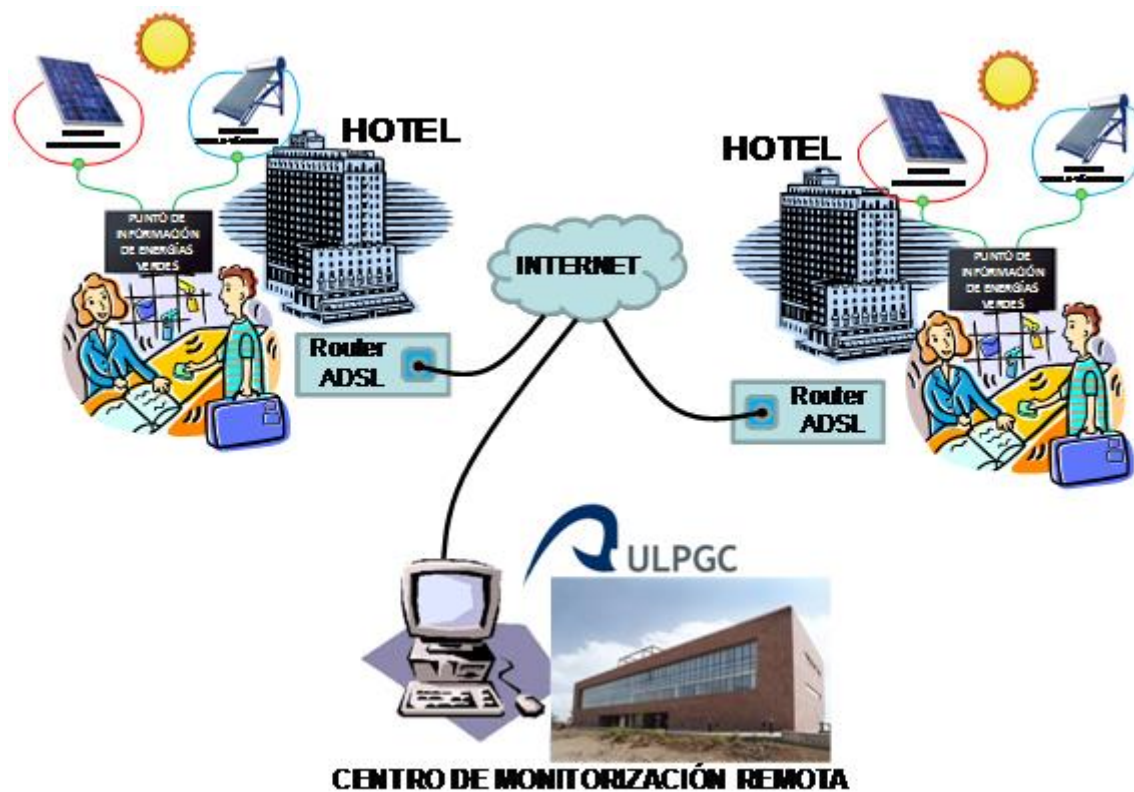 HOTEL
PUNTO DE
INFORMACIÓN
DE ENERGÍAS
VERDES
Router
ADSL
INTERNET
HOTEL
PUNTO DE
INFORMACIÓN
DE ENERGÍAS
VERDES
Router
ADSL
ULPGC
CENTRO DE MONITORIZACIÓN REMOTA